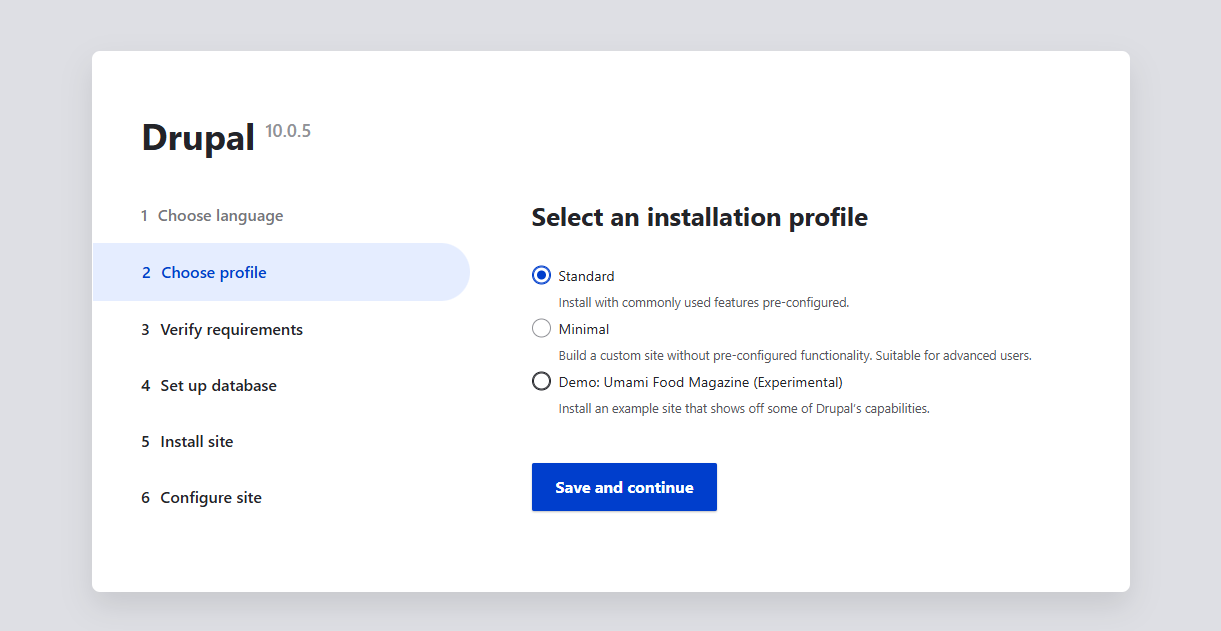 Drupal 10.0.5
1 Choose language
2 Choose profile
3 Verify requirements
4 Set up database
5 Install site
6 Configure site
Select an installation profile
Standard
Install with commonly used features pre-configured.
Minimal
Build a custom site without pre-configured functionality. Suitable for advanced users.
Demo: Umami Food Magazine (Experimental)
Install an example site that shows off some of Drupal's capabilities.
Save and continue